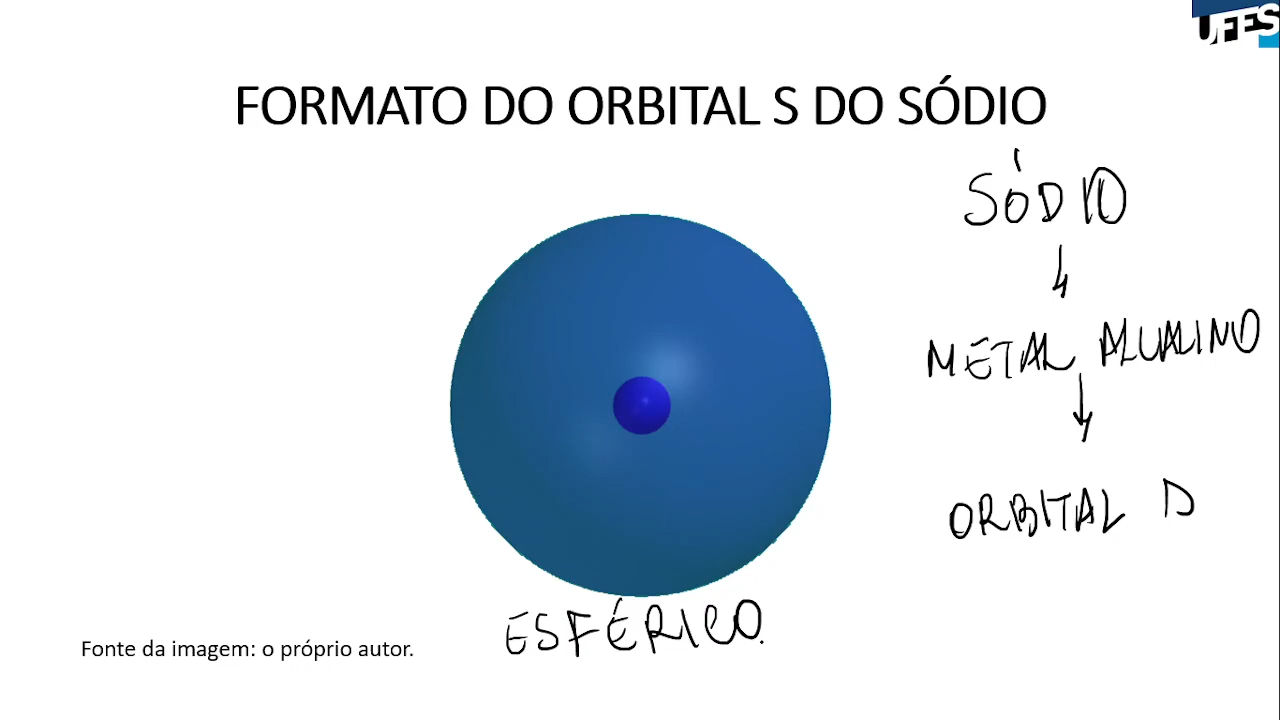 UFES
FORMATO DO ORBITAL S DO SÓDIO
SÓDIO
METAL ALCALINO
ORBITAL
ESFÉRICO.
Fonte da imagem: o próprio autor.